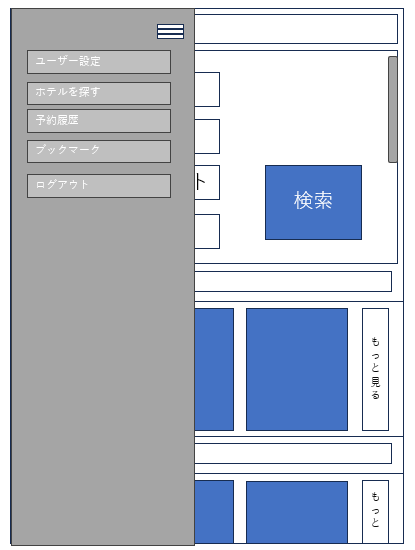 ユーザー設定
ホテルを探す
予約履歴
ブックマーク
ログアウト
ト
検索
もっと見る
もっと